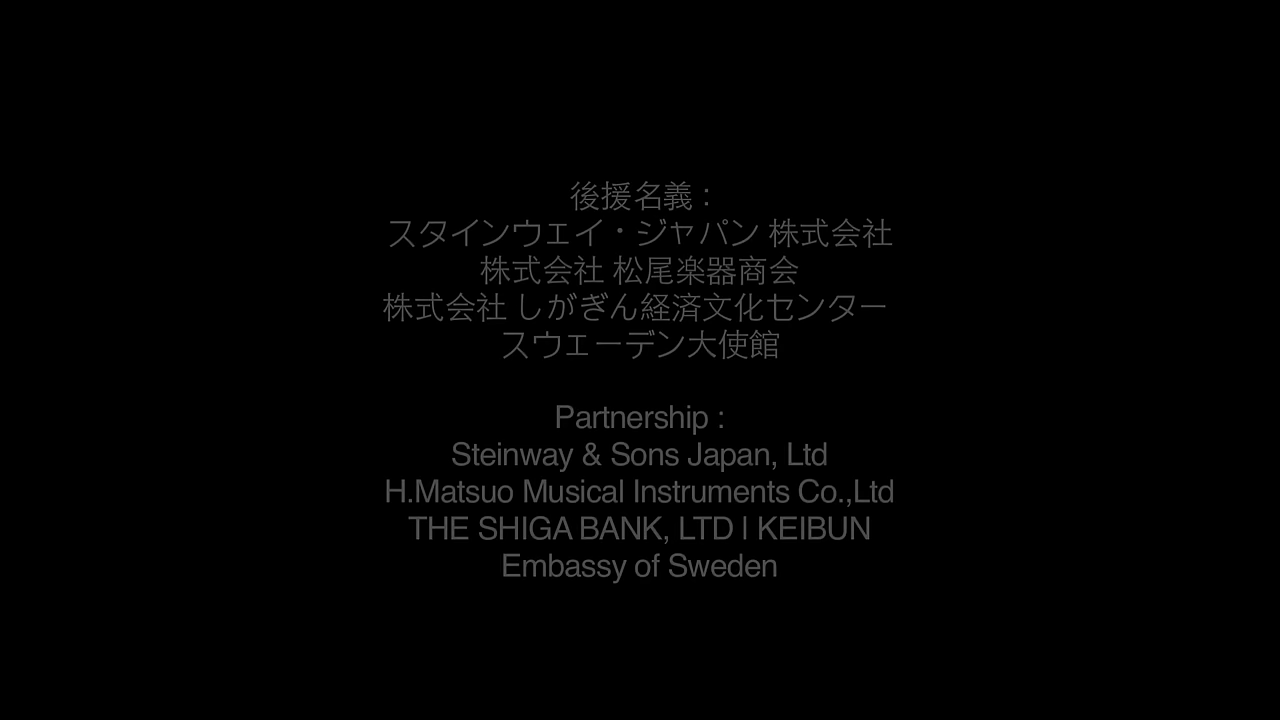 後援名義 :
スタインウェイ・ジャパン 株式会社
株式会社 松尾楽器商会
株式会社 しがぎん経済文化センター
スウェーデン大使館
Partnership :
Steinway & Sons Japan, Ltd
H.Matsuo Musical Instruments Co.,Ltd
THE SHIGA BANK, LTD | KEIBUN
Embassy of Sweden